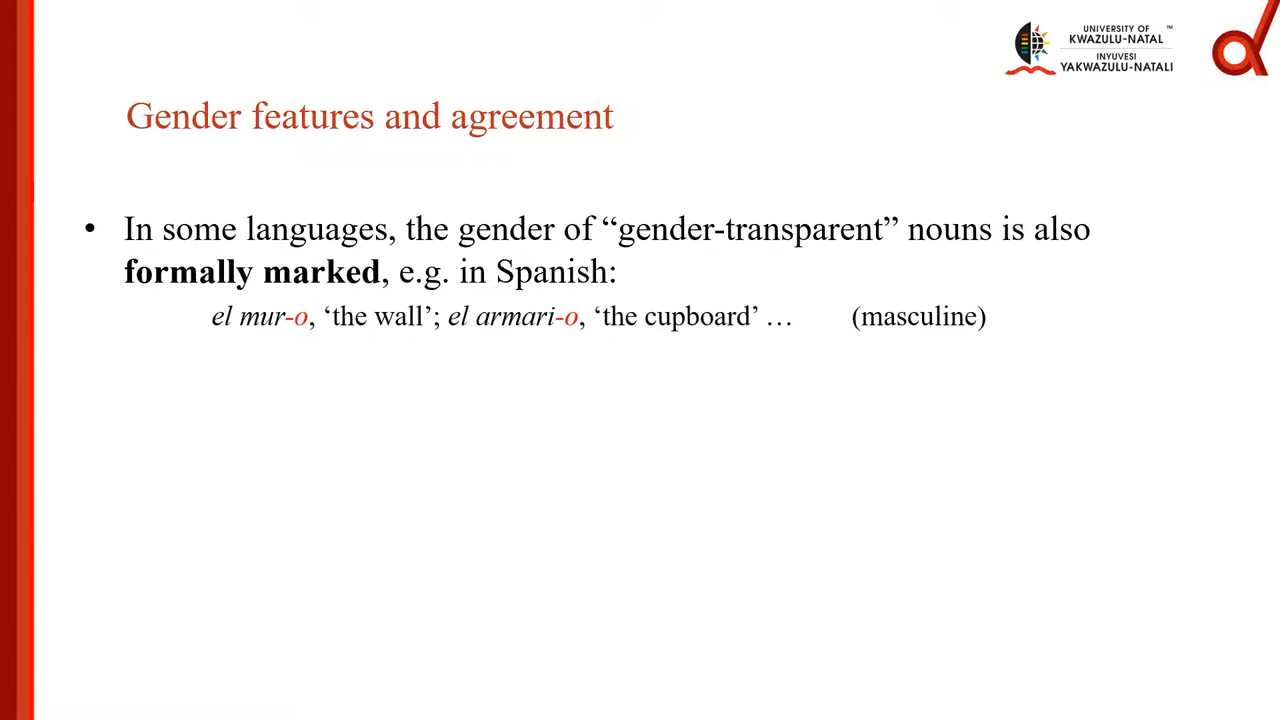 UNIVERSITY OF ™
KWAZULU-NATAL
INYUVESI
YAKWAZULU-NATALI
Gender features and agreement
• In some languages, the gender of “gender-transparent” nouns is also
formally marked, e.g. in Spanish:
el mur-o, ‘the wall’; el armari-o, ‘the cupboard’ … (masculine)